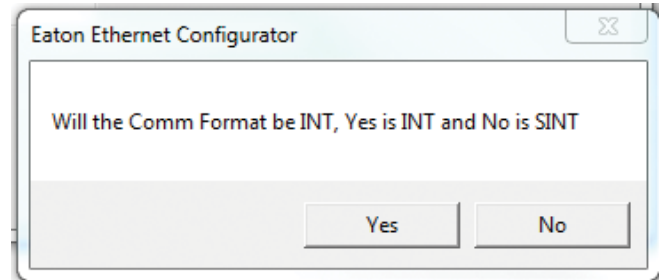 Eaton Ethernet Configurator
Will the Comm Format be INT, Yes is INT and No is SINT
Yes No